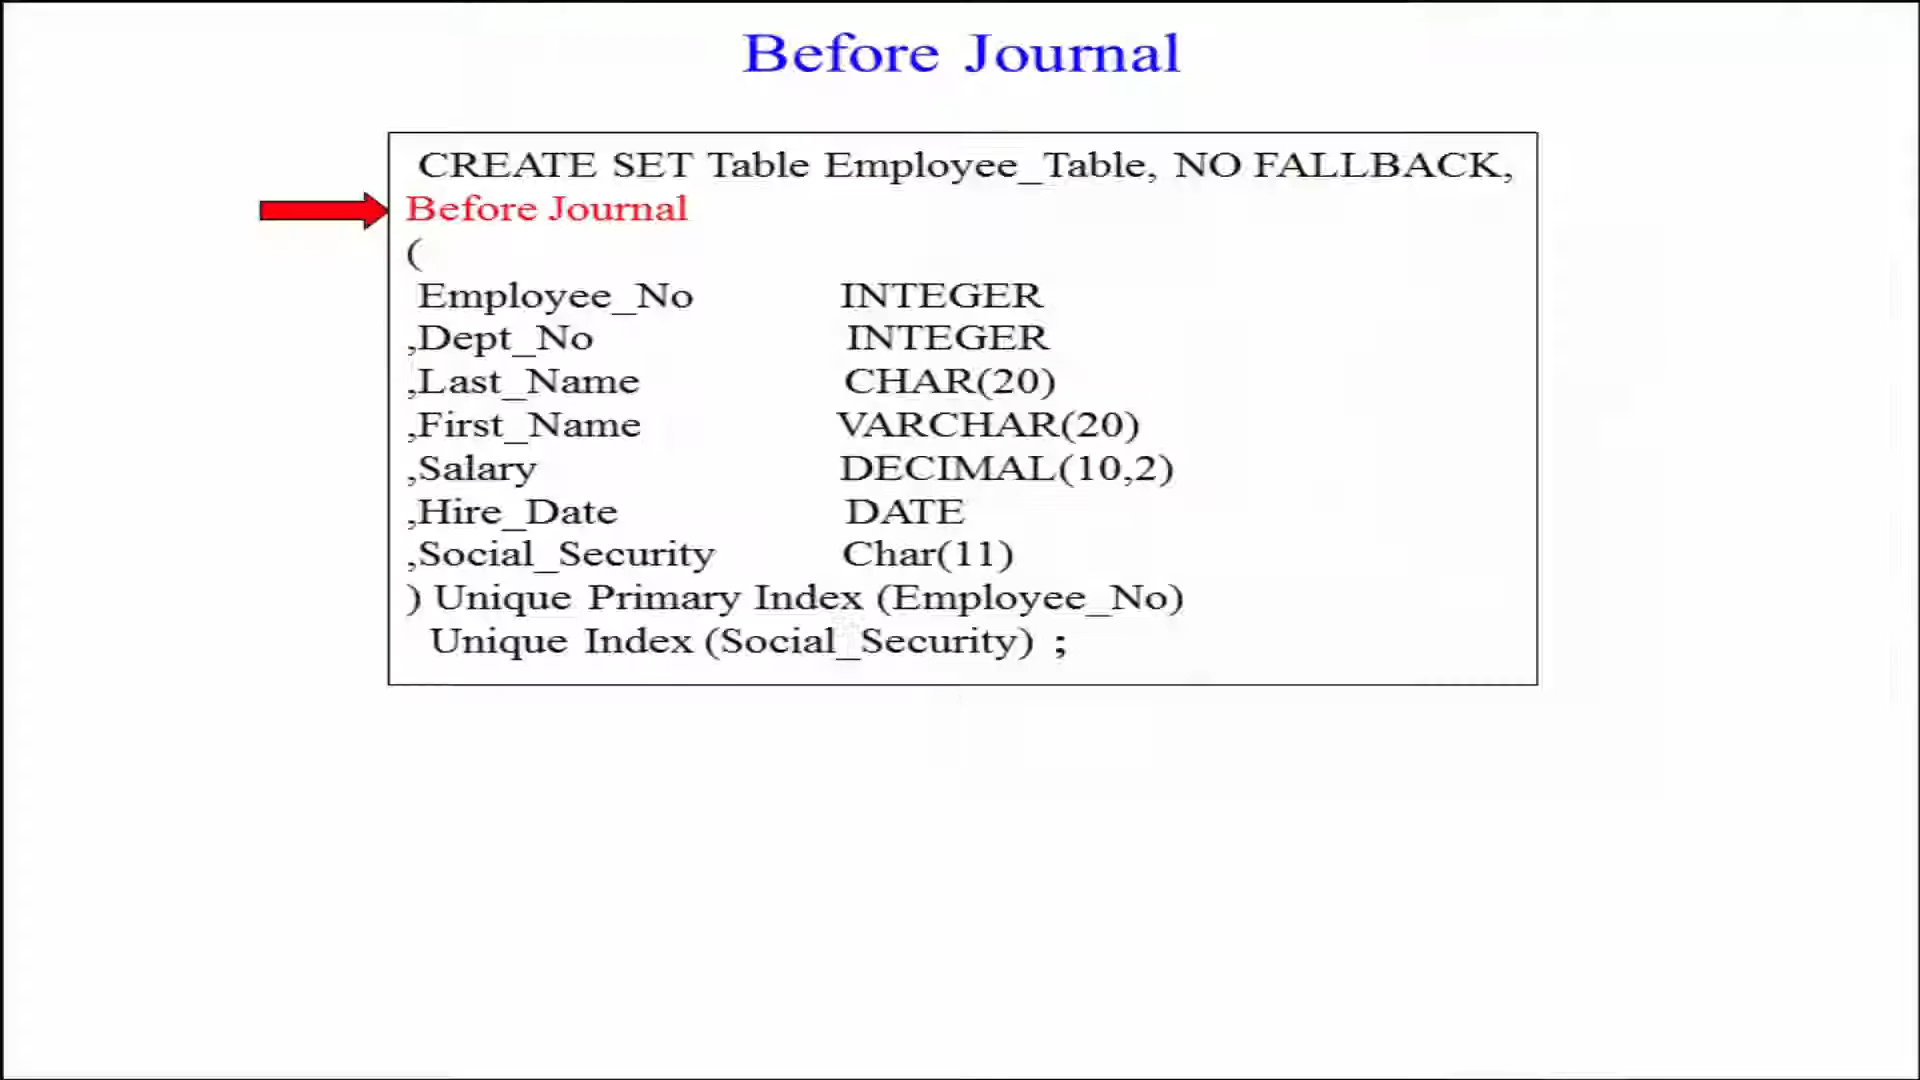 Before Journal
CREATE SET Table Employee_Table, NO FALLBACK,
Before Journal
(
Employee_No INTEGER
,Dept_No INTEGER
,Last_Name CHAR(20)
,First_Name VARCHAR(20)
,Salary DECIMAL(10,2)
,Hire_Date DATE
,Social_Security Char(11)
) Unique Primary Index (Employee_No)
Unique Index (Social_Security) ;